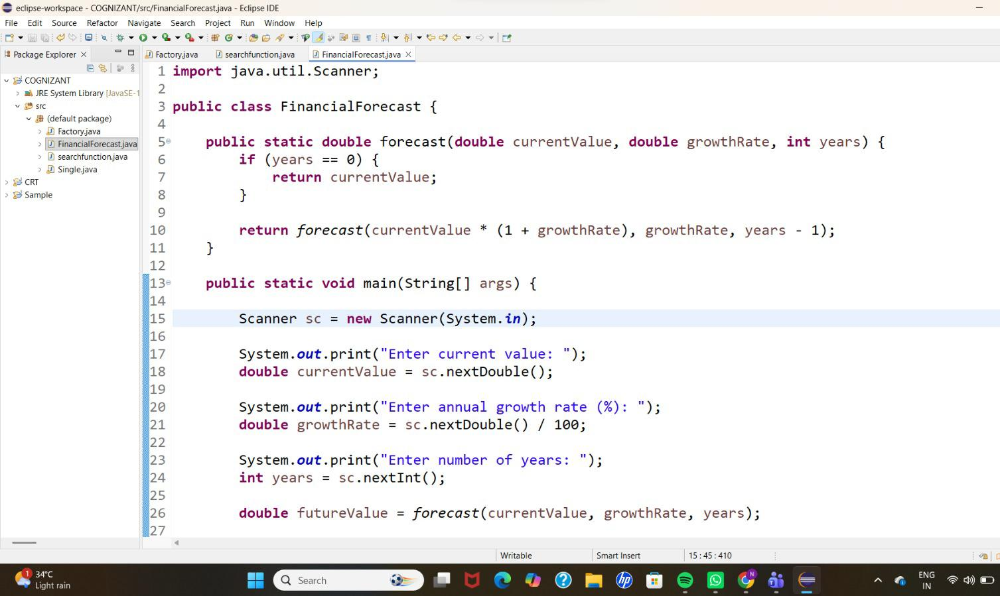 eclipse-workspace - COGNIZANT/src/FinancialForecast.java - Eclipse IDE
File Edit Source Refactor Navigate Search Project Run Window Help
Package Explorer
Factory.java searchfunction.java FinancialForecast.java
COGNIZANT
JRE System Library [JavaSE-1
src
(default package)
Factory.java
FinancialForecast.java
searchfunction.java
Single.java
CRT
Sample
1 import java.util.Scanner;
2
3 public class FinancialForecast {
4
5 public static double forecast(double currentValue, double growthRate, int years) {
6 if (years == 0) {
7 return currentValue;
8 }
9
10 return forecast(currentValue * (1 + growthRate), growthRate, years - 1);
11 }
12
13 public static void main(String[] args) {
14
15 Scanner sc = new Scanner(System.in);
16
17 System.out.print("Enter current value: ");
18 double currentValue = sc.nextDouble();
19
20 System.out.print("Enter annual growth rate (%): ");
21 double growthRate = sc.nextDouble() / 100;
22
23 System.out.print("Enter number of years: ");
24 int years = sc.nextInt();
25
26 double futureValue = forecast(currentValue, growthRate, years);
27
Writable Smart Insert 15 : 45 : 410
1 34°C
Light rain
Search
hp
N
ENG
IN